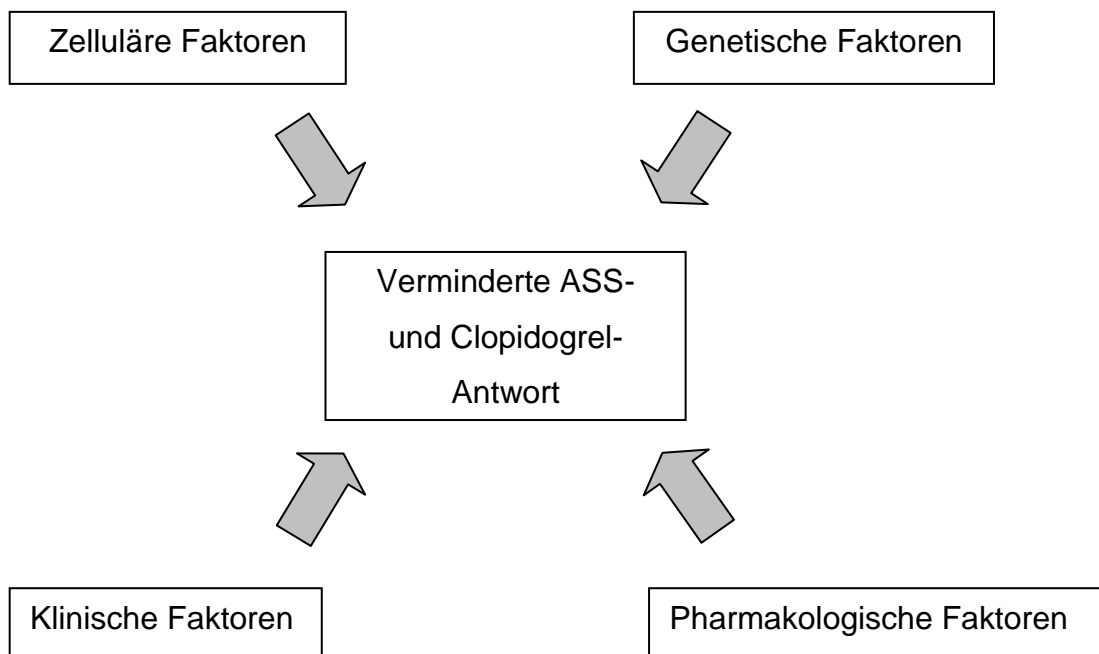 Zelluläre Faktoren
Genetische Faktoren
Verminderte ASS-
und Clopidogrel-
Antwort
Klinische Faktoren
Pharmakologische Faktoren